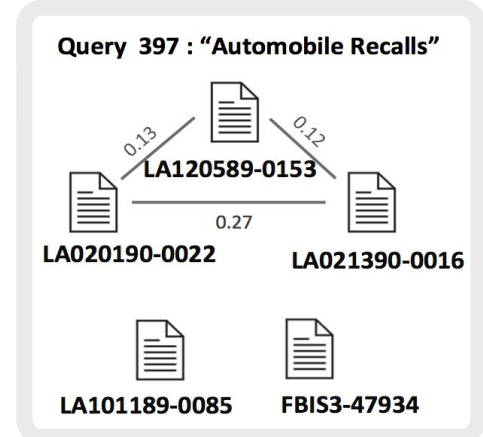 Query 397 : “Automobile Recalls”
0.13
0.12
LA120589-0153
0.27
LA020190-0022
LA021390-0016
LA101189-0085
FBIS3-47934